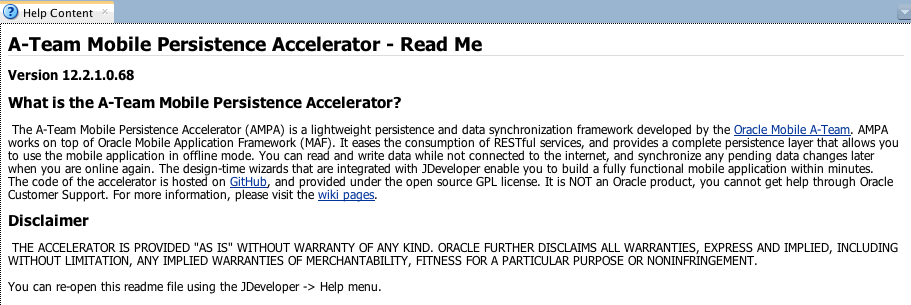 Help Content
A-Team Mobile Persistence Accelerator - Read Me
Version 12.2.1.0.68
What is the A-Team Mobile Persistence Accelerator?
The A-Team Mobile Persistence Accelerator (AMPA) is a lightweight persistence and data synchronization framework developed by the Oracle Mobile A-Team. AMPA
works on top of Oracle Mobile Application Framework (MAF). It eases the consumption of RESTful services, and provides a complete persistence layer that allows you
to use the mobile application in offline mode. You can read and write data while not connected to the internet, and synchronize any pending data changes later
when you are online again. The design-time wizards that are integrated with JDeveloper enable you to build a fully functional mobile application within minutes.
The code of the accelerator is hosted on GitHub, and provided under the open source GPL license. It is NOT an Oracle product, you cannot get help through Oracle
Customer Support. For more information, please visit the wiki pages.
Disclaimer
THE ACCELERATOR IS PROVIDED "AS IS" WITHOUT WARRANTY OF ANY KIND. ORACLE FURTHER DISCLAIMS ALL WARRANTIES, EXPRESS AND IMPLIED, INCLUDING
WITHOUT LIMITATION, ANY IMPLIED WARRANTIES OF MERCHANTABILITY, FITNESS FOR A PARTICULAR PURPOSE OR NONINFRINGEMENT.
You can re-open this readme file using the JDeveloper -> Help menu.